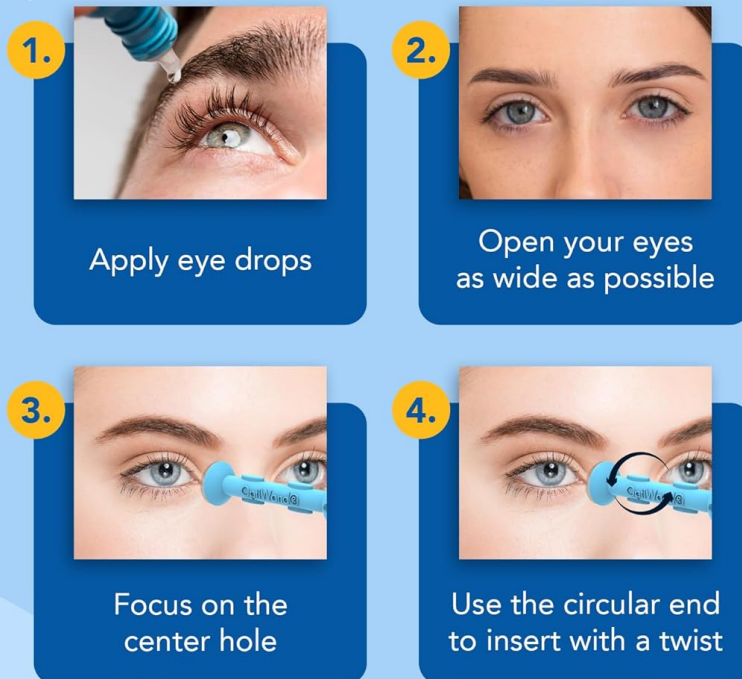 1.
Apply eye drops
2.
Open your eyes
as wide as possible
3.
OptiWand
Focus on the
center hole
4.
Use the circular end
to insert with a twist